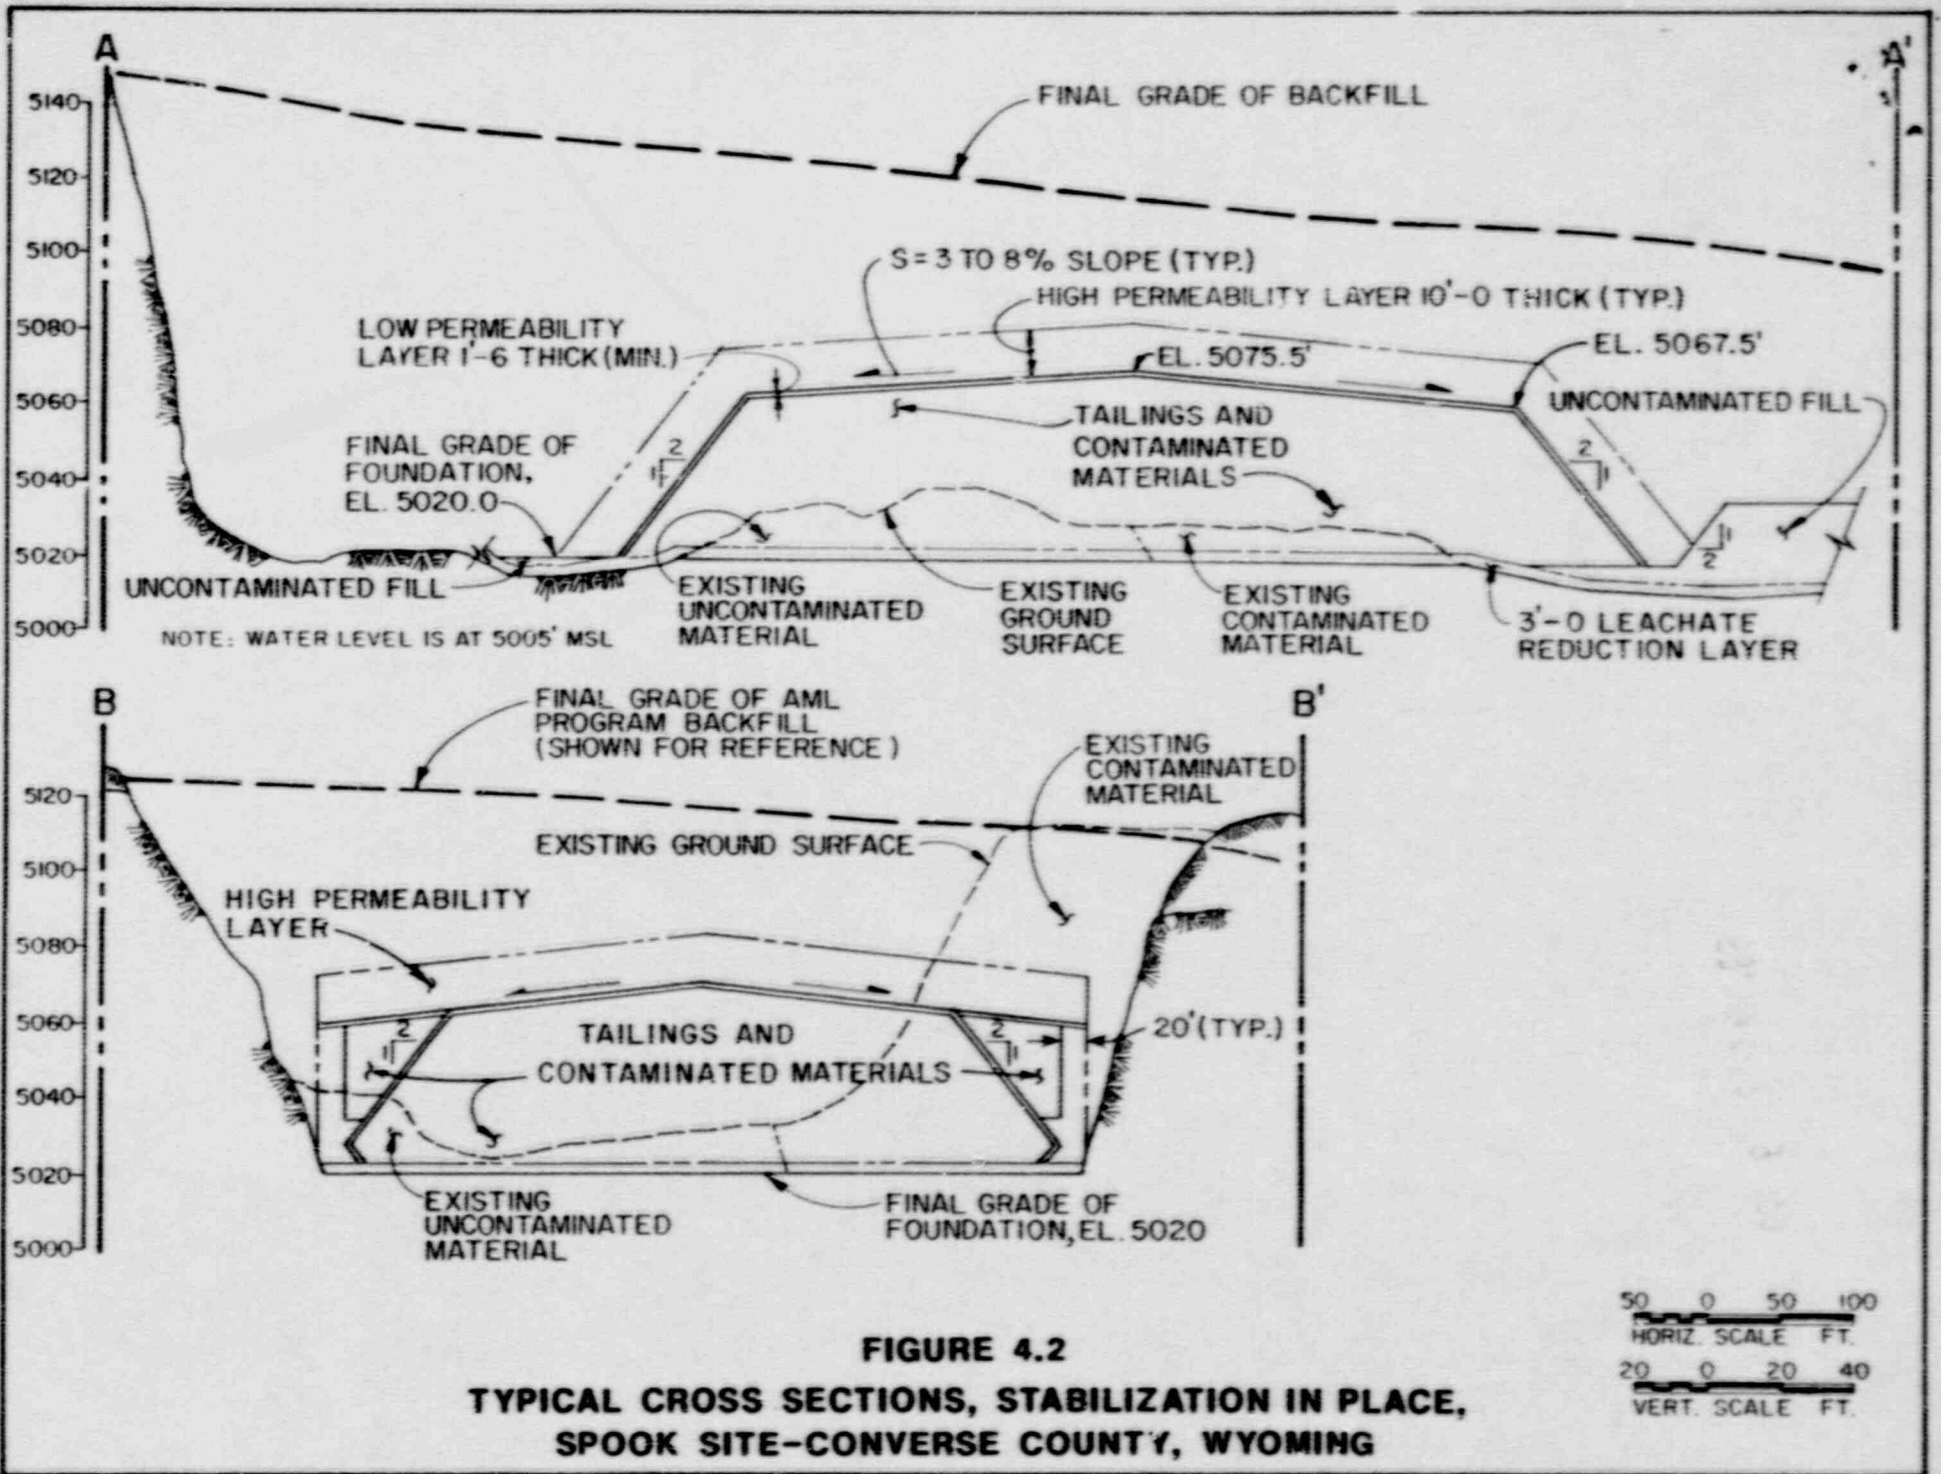 A
A'
5140
5120
5100
5080
5060
5040
5020
5000
FINAL GRADE OF BACKFILL
S=3 TO 8% SLOPE (TYP.)
HIGH PERMEABILITY LAYER 10'-0 THICK (TYP.)
LOW PERMEABILITY
LAYER 1'-6 THICK (MIN.)
EL. 5075.5'
EL. 5067.5'
UNCONTAMINATED FILL
TAILINGS AND
CONTAMINATED
MATERIALS
FINAL GRADE OF
FOUNDATION,
EL. 5020.0
2
1
2
1
2
1
UNCONTAMINATED FILL
NOTE: WATER LEVEL IS AT 5005' MSL
EXISTING
UNCONTAMINATED
MATERIAL
EXISTING
GROUND
SURFACE
EXISTING
CONTAMINATED
MATERIAL
3'-0 LEACHATE
REDUCTION LAYER
B
B'
5120
5100
5080
5060
5040
5020
5000
FINAL GRADE OF AML
PROGRAM BACKFILL
(SHOWN FOR REFERENCE)
EXISTING
CONTAMINATED
MATERIAL
EXISTING GROUND SURFACE
HIGH PERMEABILITY
LAYER
2
1
2
1
TAILINGS AND
CONTAMINATED MATERIALS
20' (TYP.)
EXISTING
UNCONTAMINATED
MATERIAL
FINAL GRADE OF
FOUNDATION, EL. 5020
50 0 50 100
HORIZ. SCALE FT.
20 0 20 40
VERT. SCALE FT.
FIGURE 4.2
TYPICAL CROSS SECTIONS, STABILIZATION IN PLACE,
SPOOK SITE-CONVERSE COUNTY, WYOMING